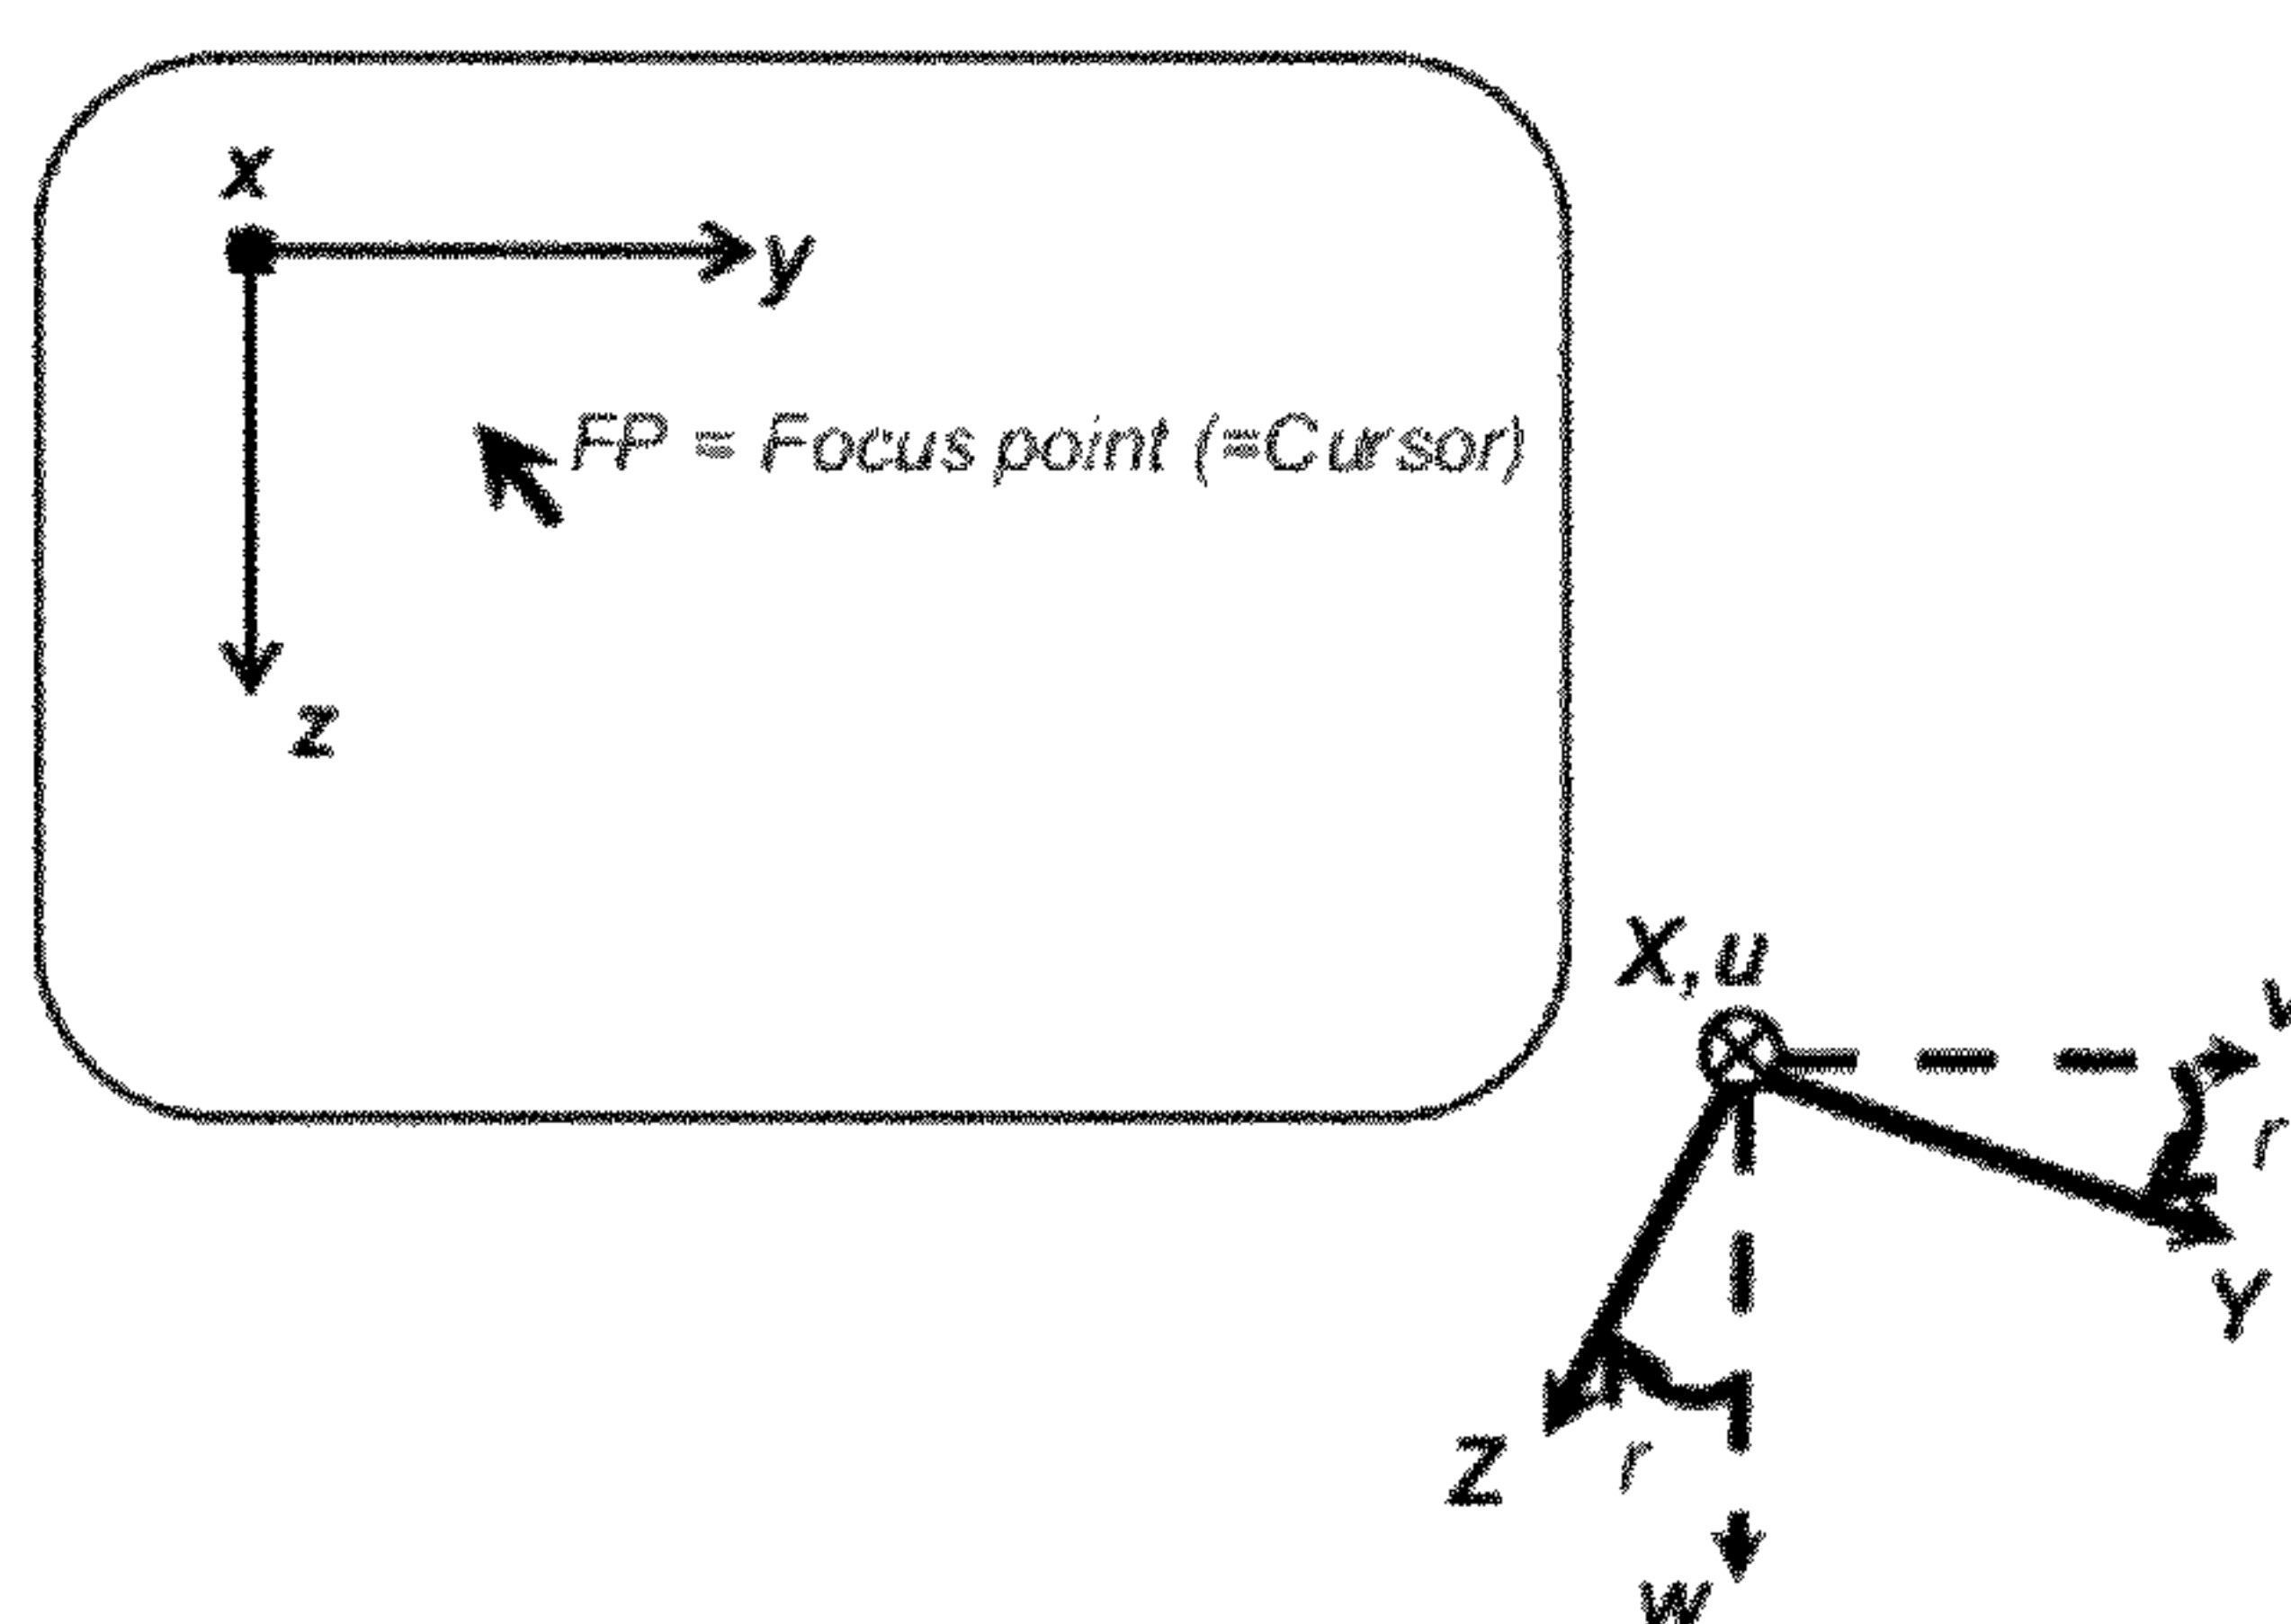 x
y
FP = Focus point (=Cursor)
z
X,u
v
r
Y
Z
r
w